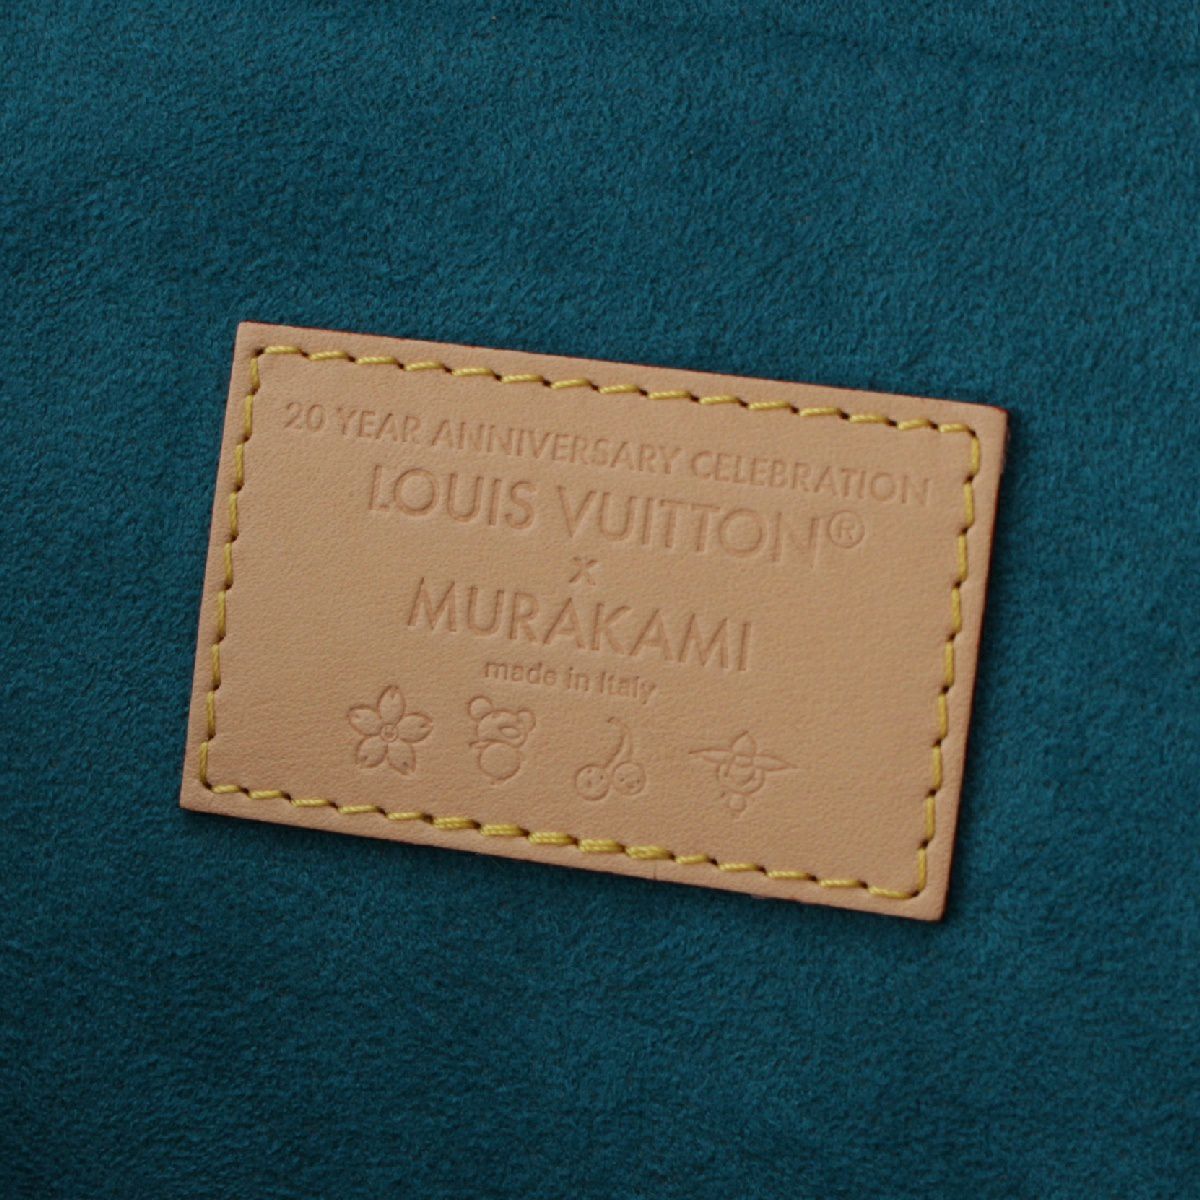 20 YEAR ANNIVERSARY CELEBRATION
LOUIS VUITTON®
x
MURAKAMI
made in Italy